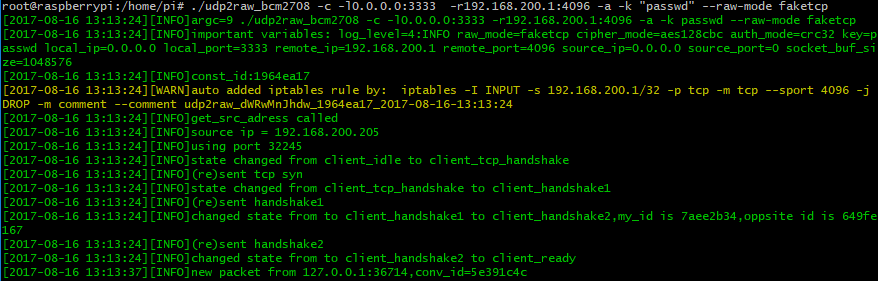 root@raspberrypi:/home/pi# ./udp2raw_bcm2708 -c -l0.0.0.0:3333  -r192.168.200.1:4096 -a -k "passwd" --raw-mode faketcp
[2017-08-16 13:13:24][INFO]argc=9 ./udp2raw_bcm2708 -c -l0.0.0.0:3333 -r192.168.200.1:4096 -a -k passwd --raw-mode faketcp
[2017-08-16 13:13:24][INFO]important variables: log_level=4:INFO raw_mode=faketcp cipher_mode=aes128cbc auth_mode=crc32 key=p
asswd local_ip=0.0.0.0 local_port=3333 remote_ip=192.168.200.1 remote_port=4096 source_ip=0.0.0.0 source_port=0 socket_buf_si
ze=1048576
[2017-08-16 13:13:24][INFO]const_id:1964ea17
[2017-08-16 13:13:24][WARN]auto added iptables rule by:  iptables -I INPUT -s 192.168.200.1/32 -p tcp -m tcp --sport 4096 -j
DROP -m comment --comment udp2raw_dWRwMnJhdw_1964ea17_2017-08-16-13:13:24
[2017-08-16 13:13:24][INFO]get_src_adress called
[2017-08-16 13:13:24][INFO]source ip = 192.168.200.205
[2017-08-16 13:13:24][INFO]using port 32245
[2017-08-16 13:13:24][INFO]state changed from client_idle to client_tcp_handshake
[2017-08-16 13:13:24][INFO](re)sent tcp syn
[2017-08-16 13:13:24][INFO]state changed from client_tcp_handshake to client_handshake1
[2017-08-16 13:13:24][INFO](re)sent handshake1
[2017-08-16 13:13:24][INFO]changed state from to client_handshake1 to client_handshake2,my_id is 7aee2b34,oppsite id is 649fe
167
[2017-08-16 13:13:24][INFO](re)sent handshake2
[2017-08-16 13:13:24][INFO]changed state from to client_handshake2 to client_ready
[2017-08-16 13:13:37][INFO]new packet from 127.0.0.1:36714,conv_id=5e391c4c